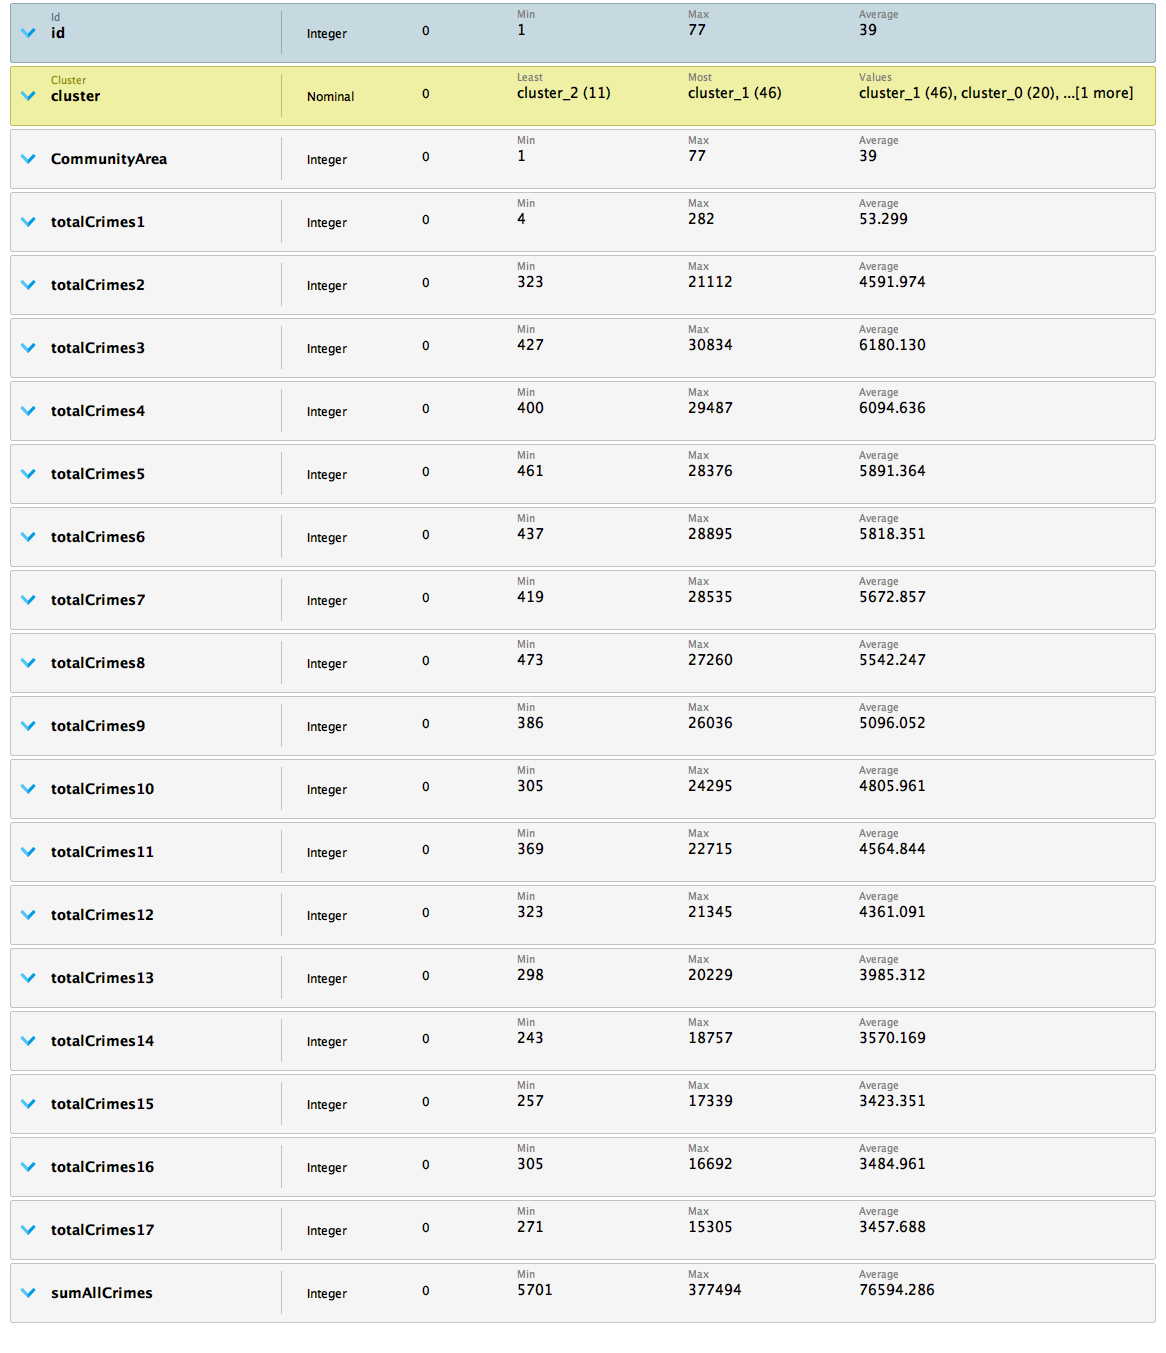 Id Min Max Average
id Integer 0 1 77 39
Cluster Least Most Values
cluster Nominal 0 cluster_2 (11) cluster_1 (46) cluster_1 (46), cluster_0 (20), ...[1 more]
Min Max Average
CommunityArea Integer 0 1 77 39
Min Max Average
totalCrimes1 Integer 0 4 282 53.299
Min Max Average
totalCrimes2 Integer 0 323 21112 4591.974
Min Max Average
totalCrimes3 Integer 0 427 30834 6180.130
Min Max Average
totalCrimes4 Integer 0 400 29487 6094.636
Min Max Average
totalCrimes5 Integer 0 461 28376 5891.364
Min Max Average
totalCrimes6 Integer 0 437 28895 5818.351
Min Max Average
totalCrimes7 Integer 0 419 28535 5672.857
Min Max Average
totalCrimes8 Integer 0 473 27260 5542.247
Min Max Average
totalCrimes9 Integer 0 386 26036 5096.052
Min Max Average
totalCrimes10 Integer 0 305 24295 4805.961
Min Max Average
totalCrimes11 Integer 0 369 22715 4564.844
Min Max Average
totalCrimes12 Integer 0 323 21345 4361.091
Min Max Average
totalCrimes13 Integer 0 298 20229 3985.312
Min Max Average
totalCrimes14 Integer 0 243 18757 3570.169
Min Max Average
totalCrimes15 Integer 0 257 17339 3423.351
Min Max Average
totalCrimes16 Integer 0 305 16692 3484.961
Min Max Average
totalCrimes17 Integer 0 271 15305 3457.688
Min Max Average
sumAllCrimes Integer 0 5701 377494 76594.286